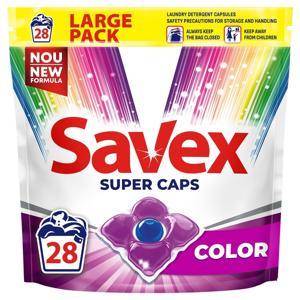 28
LARGE
PACK
LAUNDRY DETERGENT CAPSULES
SAFETY PRECAUTIONS FOR STORAGE AND HANDLING
ALWAYS KEEP
THE BAG CLOSED
KEEP AWAY
FROM CHILDREN
NOU
NEW
FORMULA
Savex
SUPER CAPS
28
COLOR